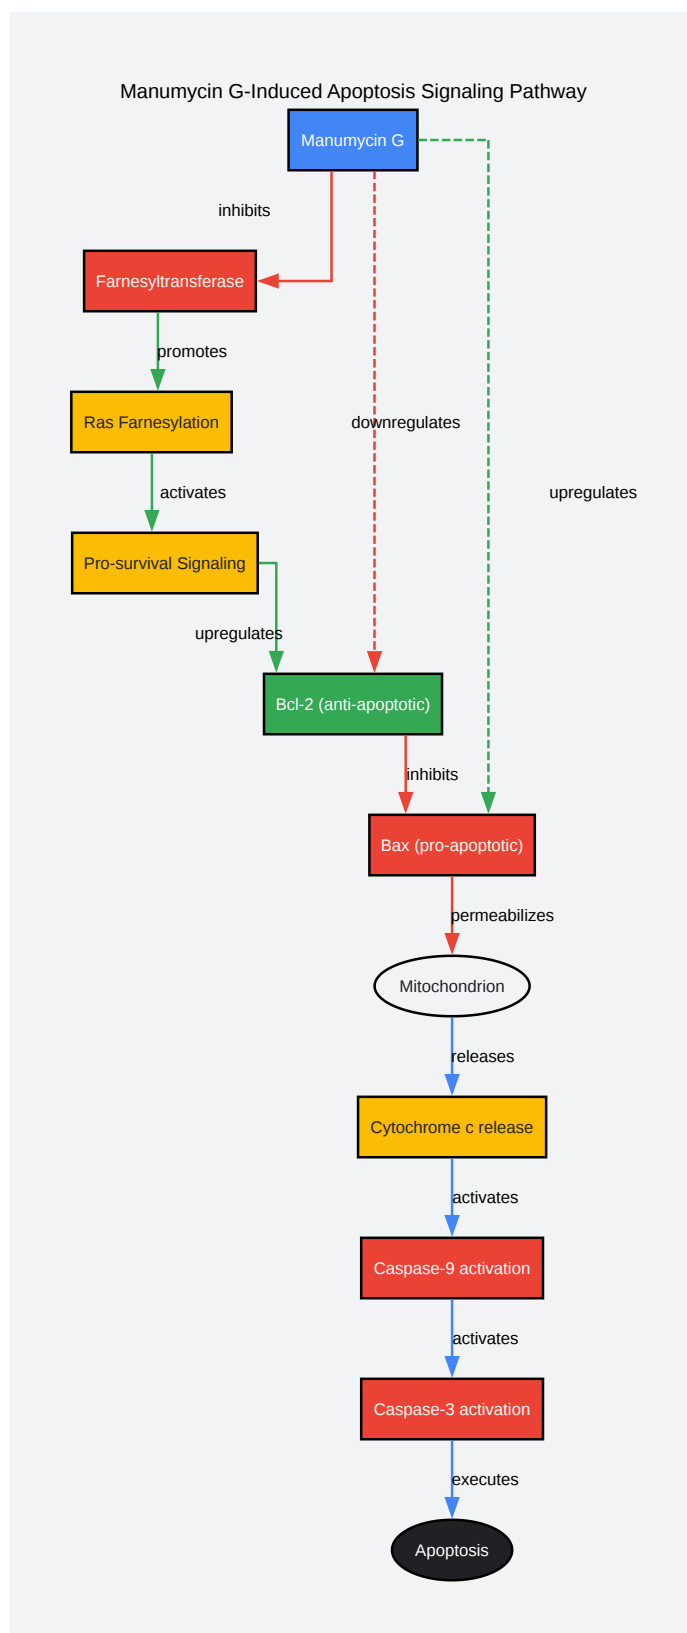 Manumycin G-Induced Apoptosis Signaling Pathway
Manumycin G
inhibits
Farnesyltransferase
promotes
Ras Farnesylation
downregulates
activates
upregulates
Pro-survival Signaling
upregulates
Bcl-2 (anti-apoptotic)
inhibits
Bax (pro-apoptotic)
permeabilizes
Mitochondrion
releases
Cytochrome c release
activates
Caspase-9 activation
activates
Caspase-3 activation
executes
Apoptosis